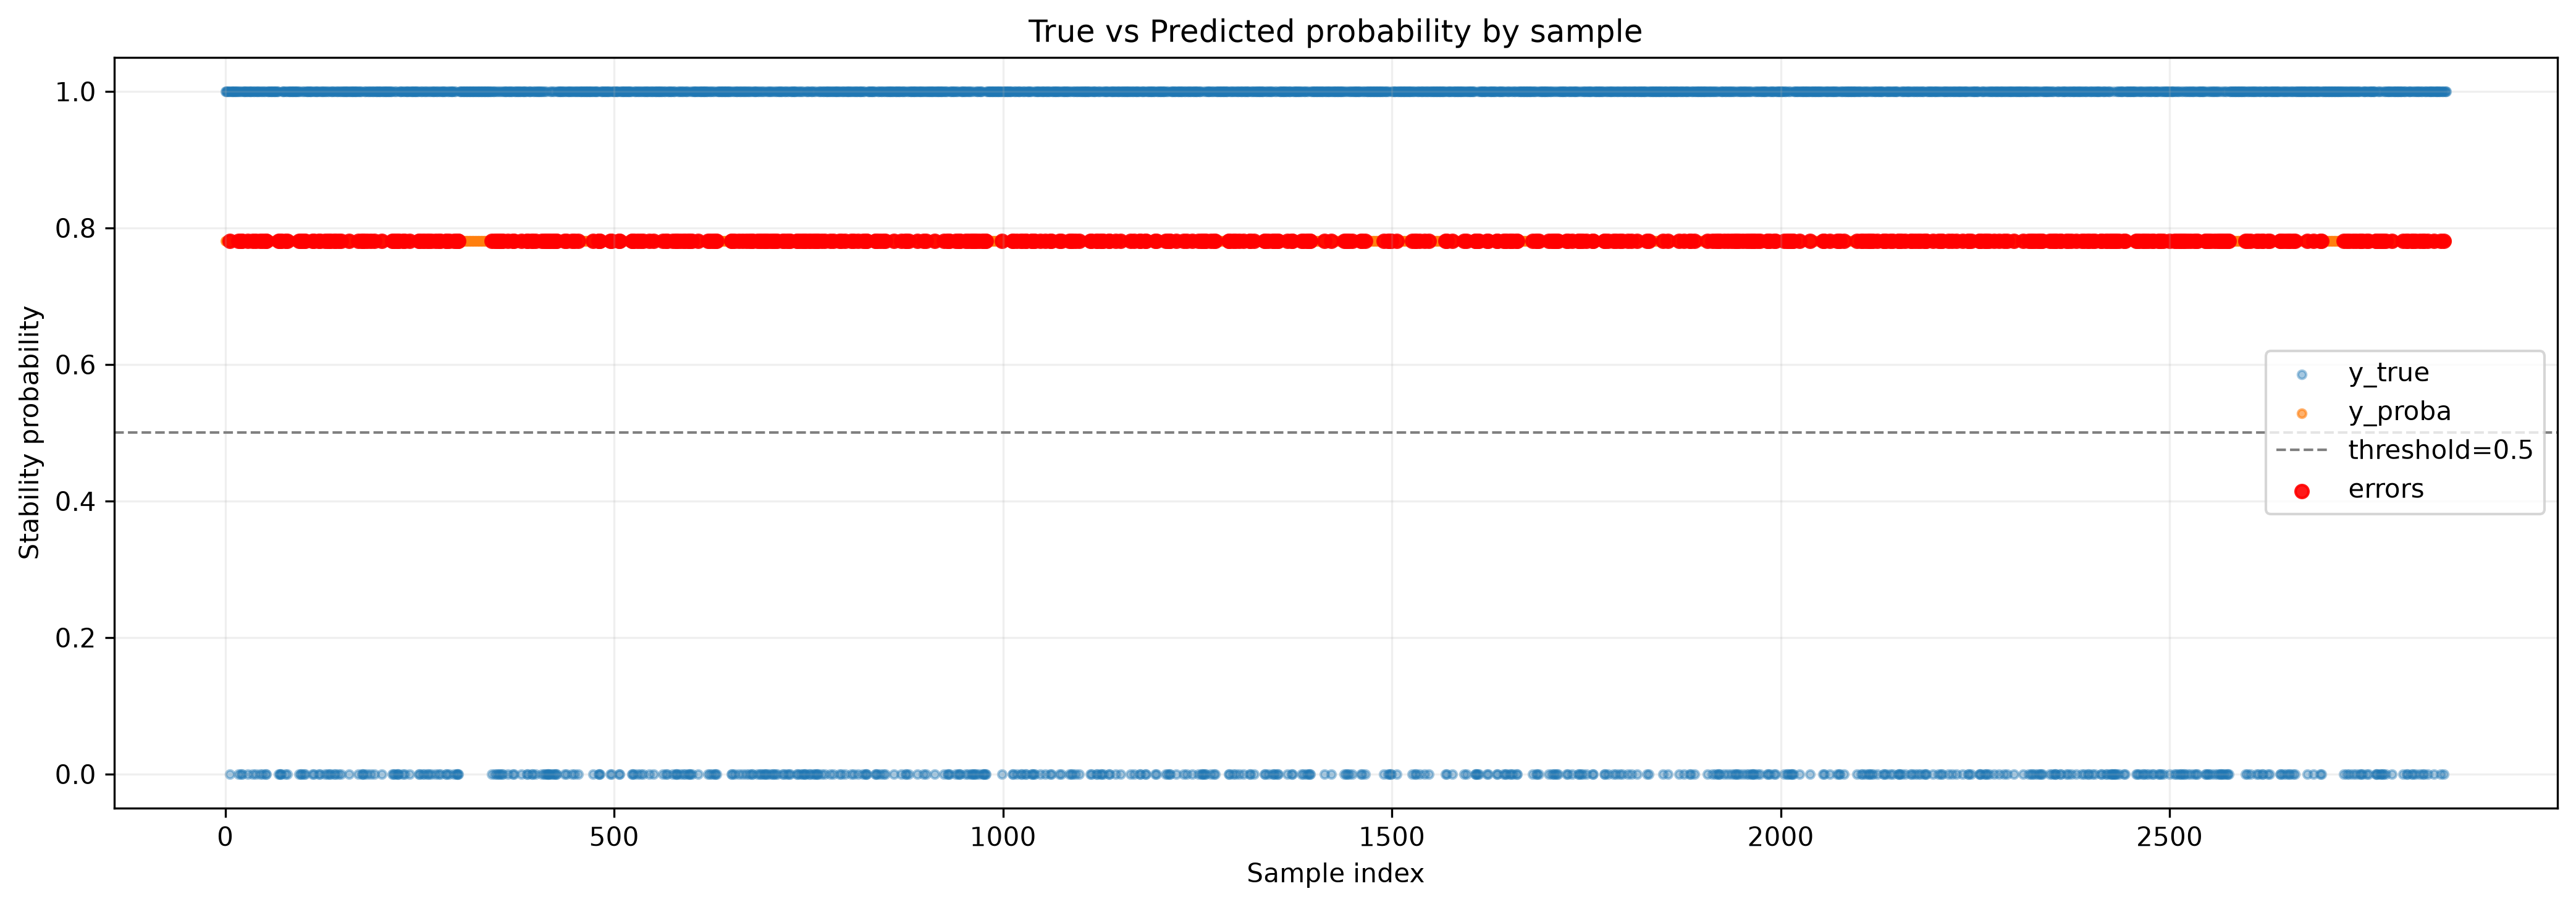 True vs Predicted probability by sample
Stability probability
1.0
0.8
0.6
0.4
0.2
0.0
y_true
y_proba
threshold=0.5
errors
0
500
1000
1500
2000
2500
Sample index